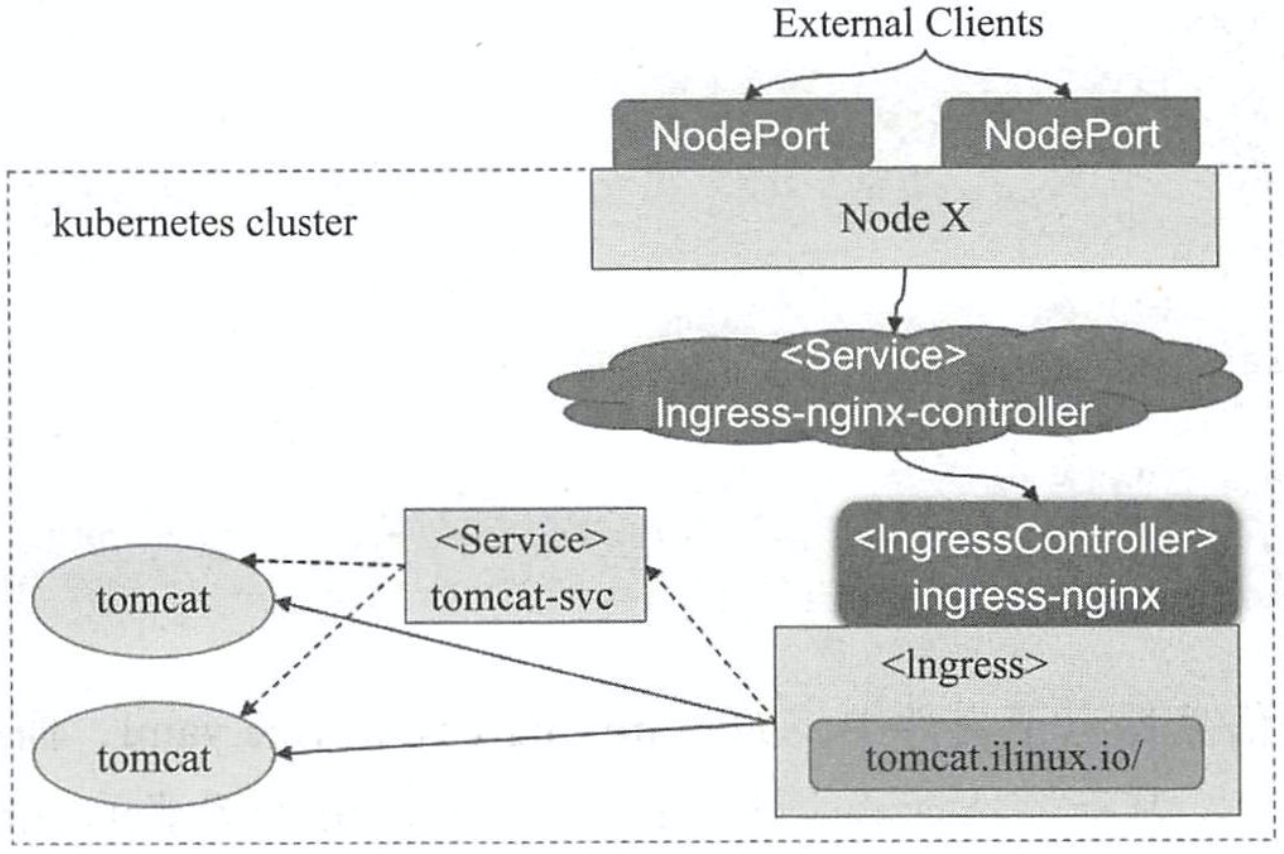 External Clients
NodePort
NodePort
kubernetes cluster
Node X
<Service>
Ingress-nginx-controller
<Service>
tomcat-svc
<IngressController>
ingress-nginx
tomcat
<Ingress>
tomcat
tomcat.ilinux.io/